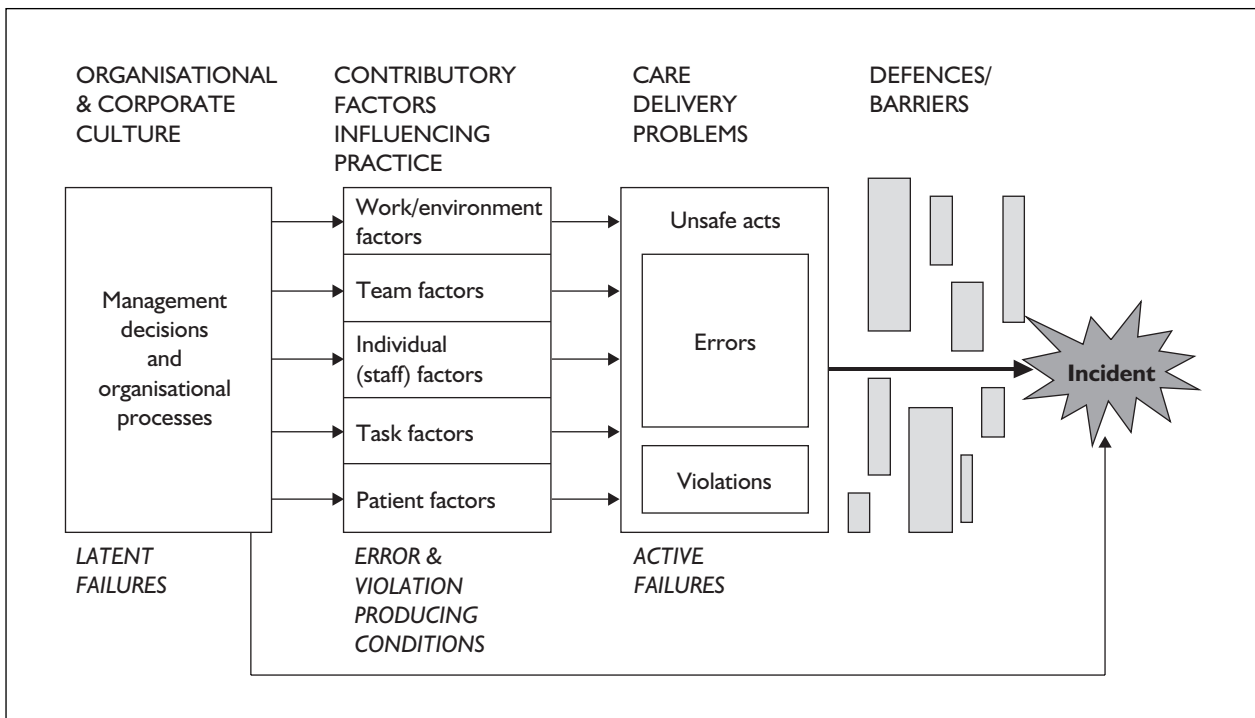 ORGANISATIONAL
& CORPORATE
CULTURE
CONTRIBUTORY
FACTORS
INFLUENCING
PRACTICE
CARE
DELIVERY
PROBLEMS
DEFENCES/
BARRIERS
Management
decisions
and
organisational
processes
Work/environment
factors
Team factors
Individual
(staff) factors
Task factors
Patient factors
Unsafe acts
Errors
Violations
Incident
LATENT
FAILURES
ERROR &
VIOLATION
PRODUCING
CONDITIONS
ACTIVE
FAILURES